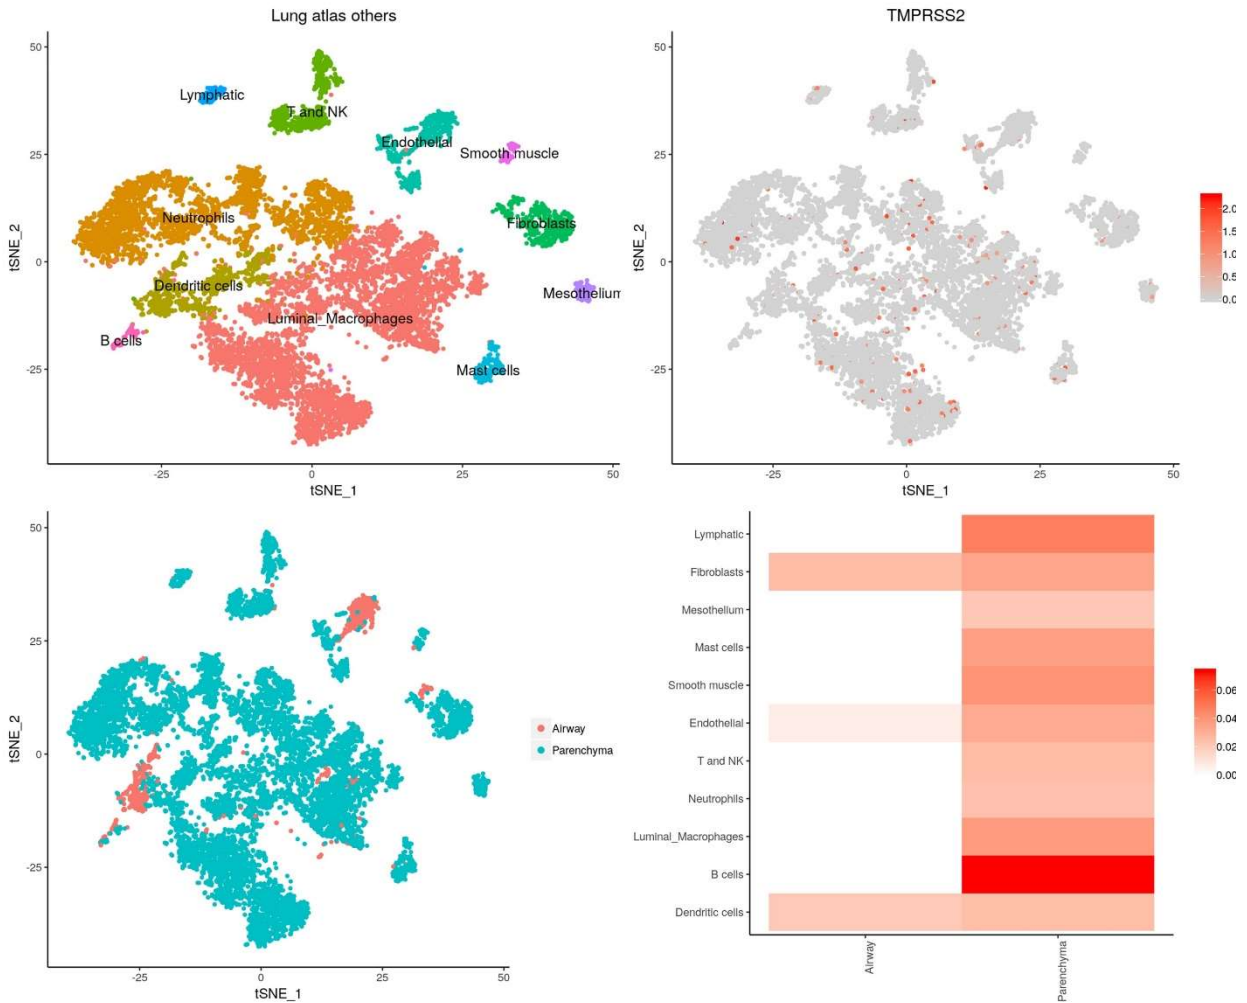 Lung atlas others
50
25
0
-25
tSNE_2
Lymphatic
T and NK
Endothelial
Smooth muscle
Neutrophils
Fibroblasts
Dendritic cells
Mesothelium
Luminal_Macrophages
B cells
Mast cells
-25
0
25
50
tSNE_1
TMPRSS2
50
25
0
-25
tSNE_2
-25
0
25
50
tSNE_1
2.0
1.5
1.0
0.5
0.0
50
25
0
-25
tSNE_2
-25
0
25
50
tSNE_1
Airway
Parenchyma
Lymphatic
Fibroblasts
Mesothelium
Mast cells
Smooth muscle
Endothelial
T and NK
Neutrophils
Luminal_Macrophages
B cells
Dendritic cells
Airway
Parenchyma
0.06
0.04
0.02
0.00